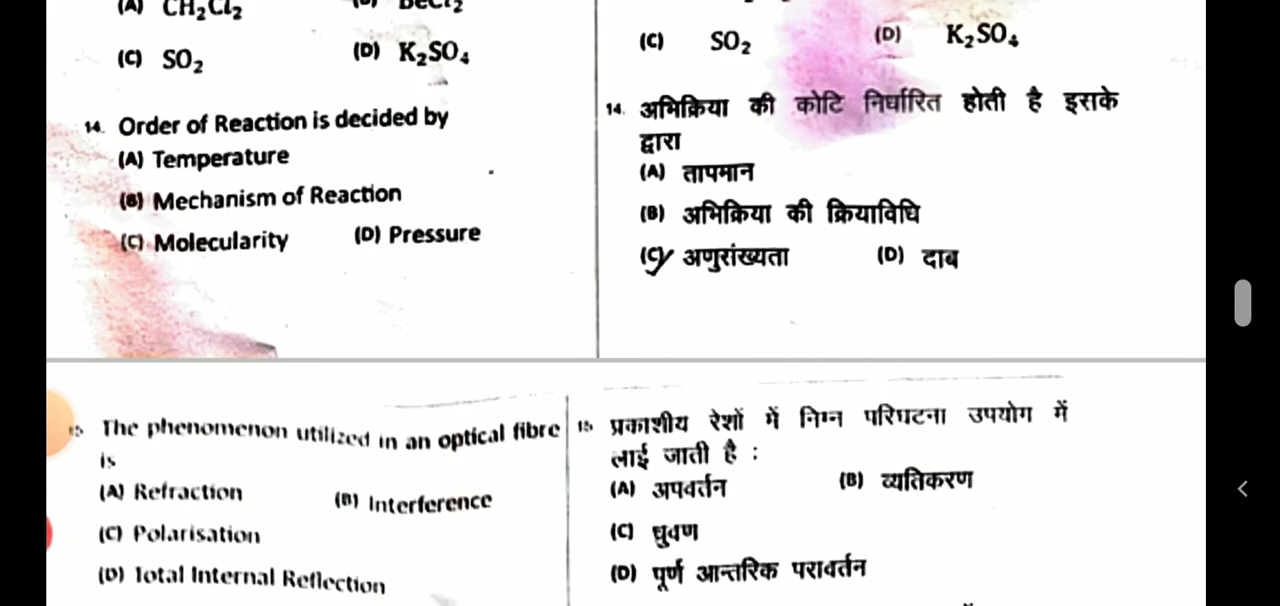 (A) CH₂Cl₂
(C) SO₂ (D) K₂SO₄
14. Order of Reaction is decided by
(A) Temperature
(B) Mechanism of Reaction
(C) Molecularity (D) Pressure
(C) SO₂ (D) K₂SO₄
14. अभिक्रिया की कोटि निर्धारित होती है इसके
द्वारा
(A) तापमान
(B) अभिक्रिया की क्रियाविधि
(C) अणुसंख्यता (D) दाब
15 The phenomenon utilized in an optical fibre
is
(A) Refraction (B) Interference
(C) Polarisation
(D) Total Internal Reflection
15 प्रकाशीय रेशों में निम्न परिघटना उपयोग में
लाई जाती है :
(A) अपवर्तन (B) व्यतिकरण
(C) ध्रुवण
(D) पूर्ण आन्तरिक परावर्तन